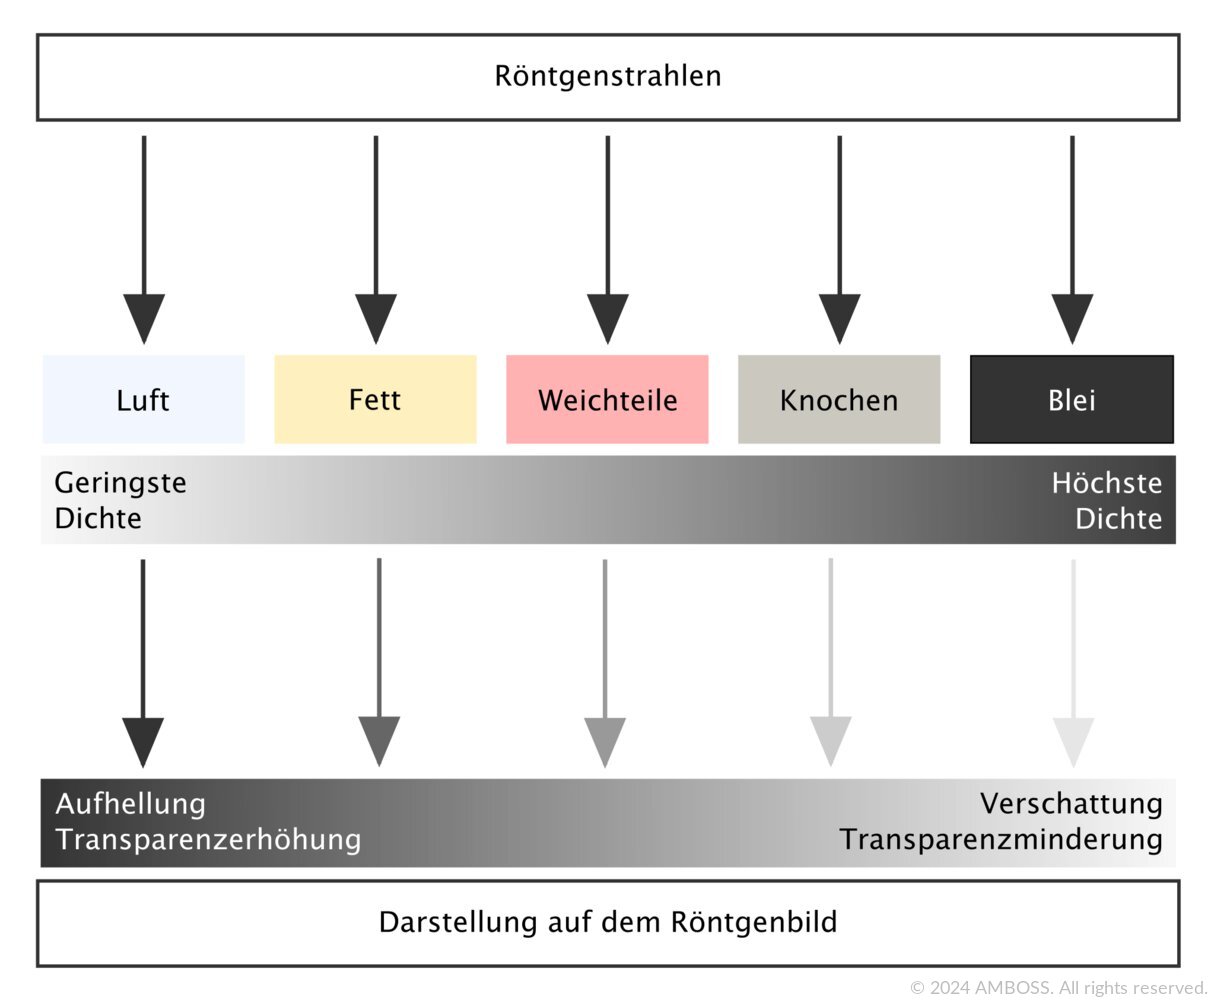 Röntgenstrahlen
Luft
Fett
Weichteile
Knochen
Blei
Geringste
Dichte
Höchste
Dichte
Aufhellung
Transparenzerhöhung
Verschattung
Transparenzminderung
Darstellung auf dem Röntgenbild
© 2024 AMBOSS. All rights reserved.